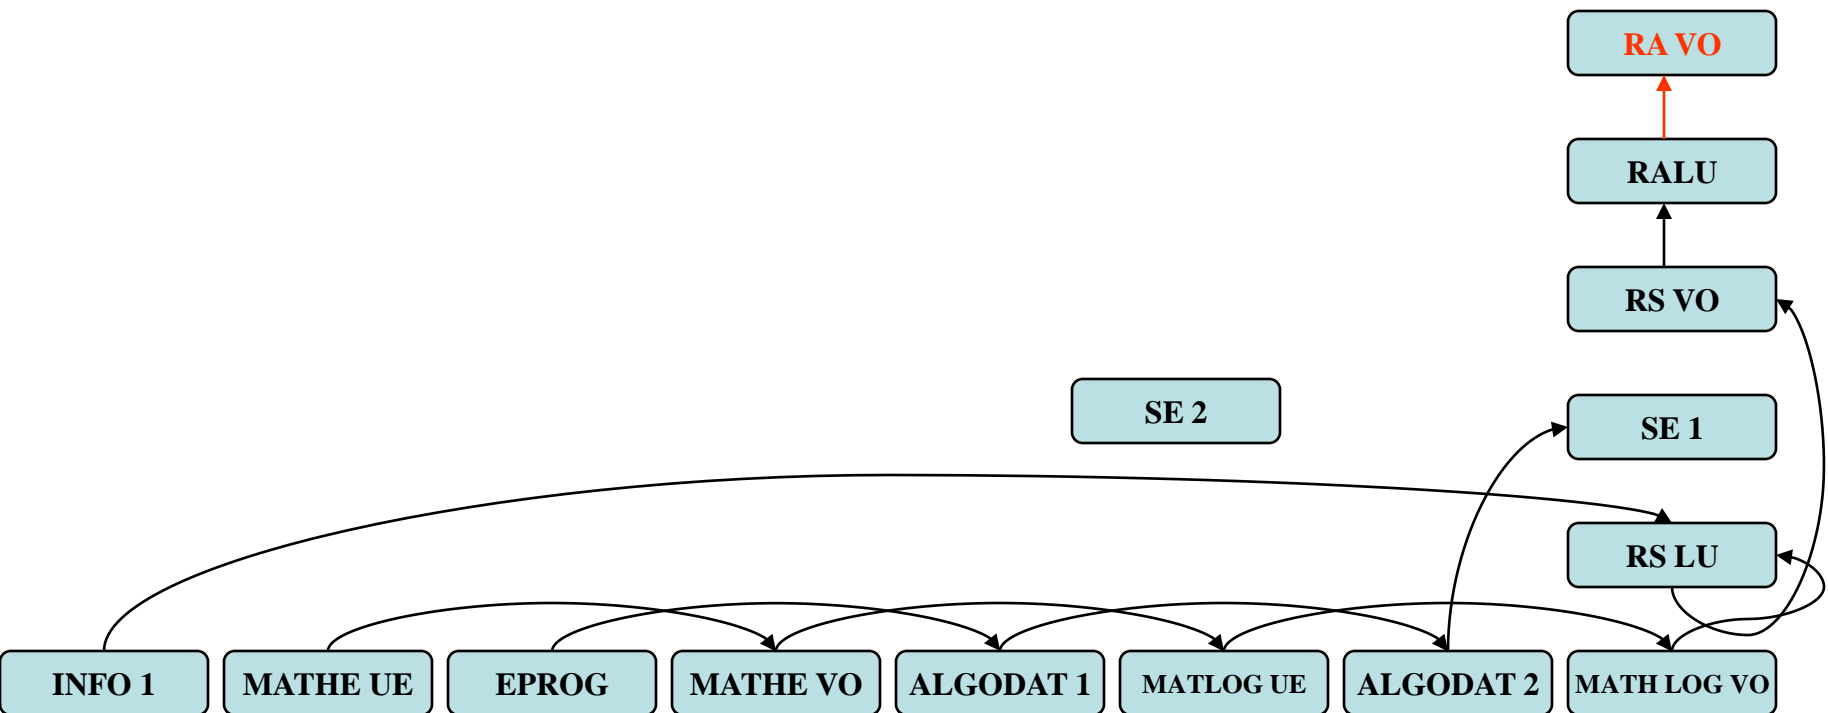 RA VO
RALU
RS VO
SE 2
SE 1
RS LU
INFO 1
MATHE UE
EPROG
MATHE VO
ALGODAT 1
MATLOG UE
ALGODAT 2
MATH LOG VO